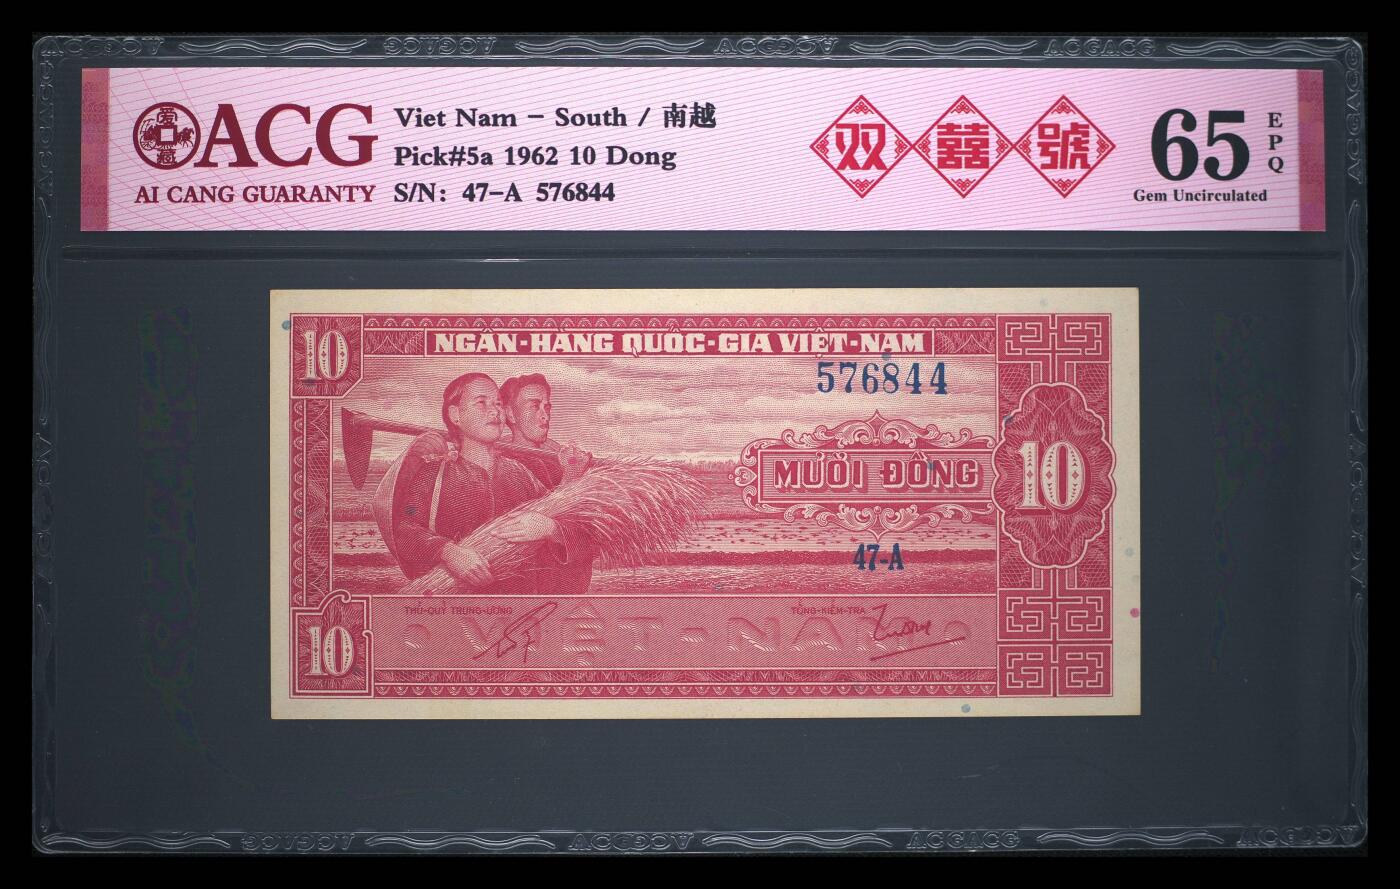 ACG
AI CANG GUARANTY
Viet Nam – South / 南越
Pick#5a 1962 10 Dong
S/N: 47-A 576844
双囍號
65
EPQ
Gem Uncirculated
10
NGÂN-HÀNG QUỐC-GIA VIỆT-NAM
576844
MƯỜI ĐỒNG
10
47-A
THỦ-QUỸ TRUNG-ƯƠNG
TỔNG-KIỂM-TRA
VIỆT-NAM
10